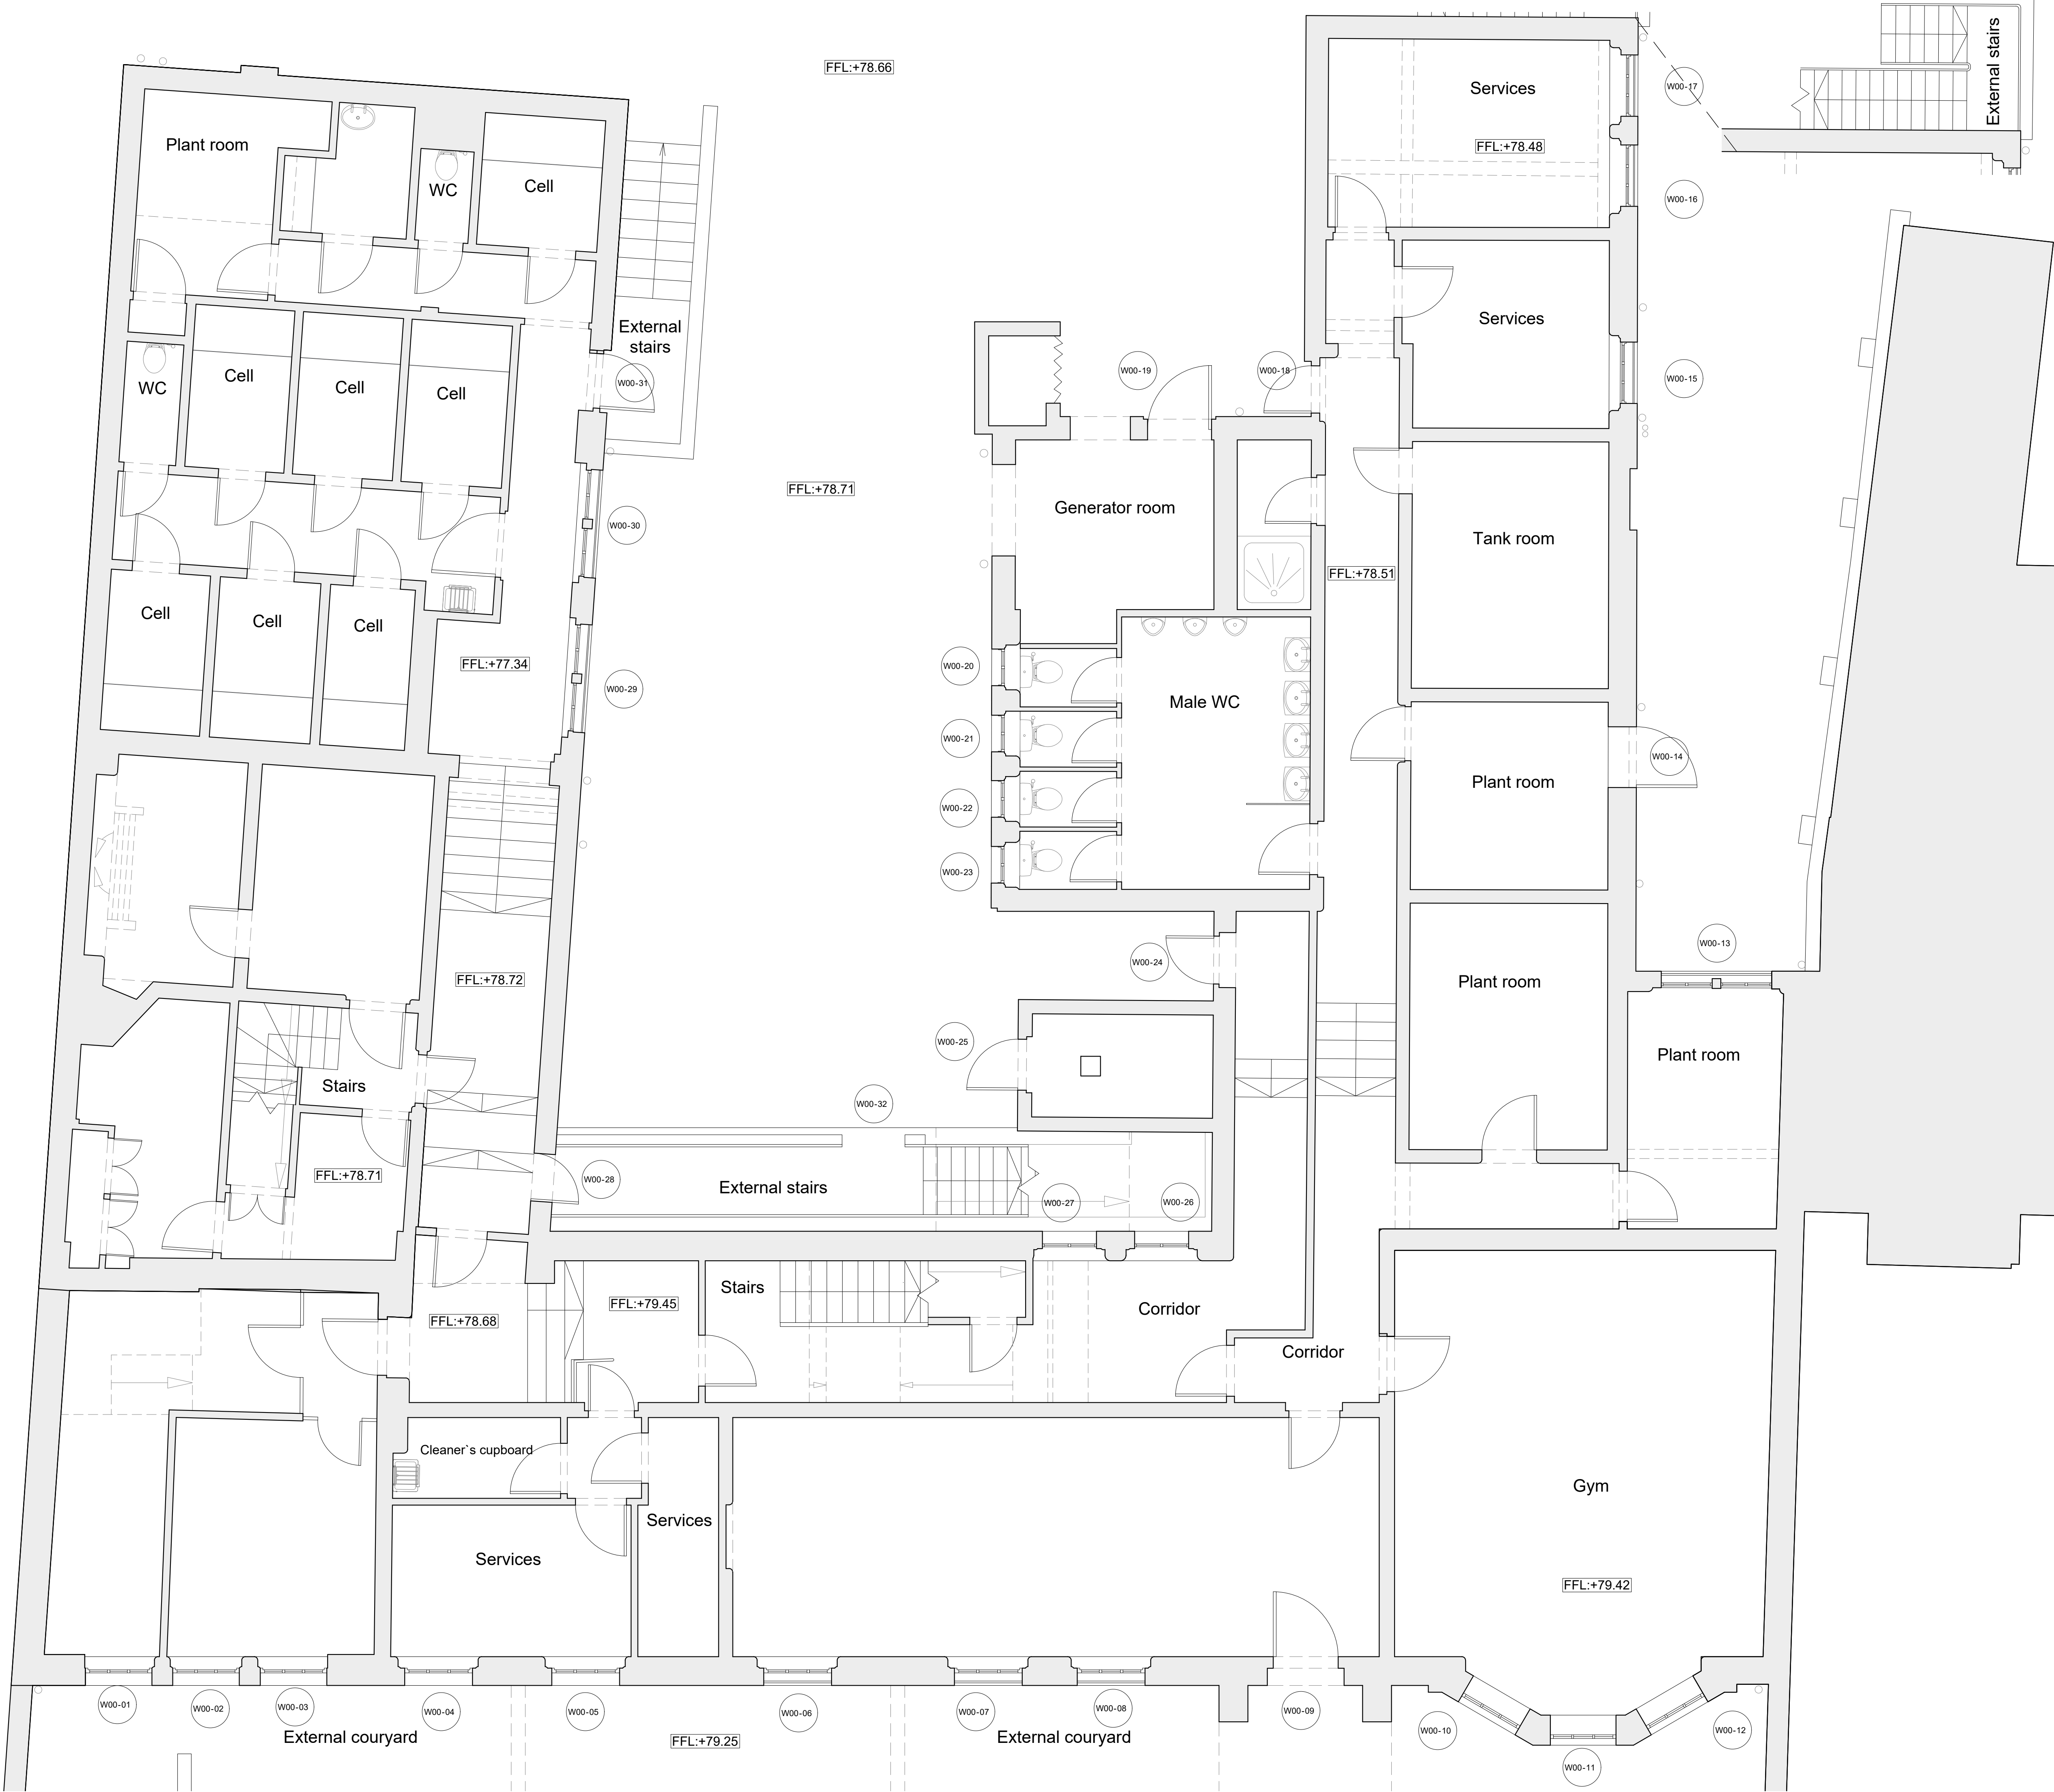 External stairs
FFL:+78.66
W00-17
Services
Plant room
FFL:+78.48
WC
Cell
W00-16
Services
External
stairs
W00-19
W00-18
W00-15
Cell
Cell
Cell
WC
W00-31
FFL:+78.71
Generator room
W00-30
Tank room
FFL:+78.51
Cell
Cell
Cell
FFL:+77.34
W00-20
W00-29
Male WC
W00-21
W00-14
Plant room
W00-22
W00-23
W00-13
W00-24
FFL:+78.72
Plant room
W00-25
Plant room
Stairs
W00-32
FFL:+78.71
W00-28
External stairs
W00-27
W00-26
Stairs
FFL:+79.45
Corridor
FFL:+78.68
Corridor
Cleaner`s cupboard
Gym
Services
Services
FFL:+79.42
W00-01
W00-02
W00-03
W00-04
W00-05
W00-06
W00-07
W00-08
W00-09
W00-10
W00-12
External couryard
FFL:+79.25
External couryard
W00-11